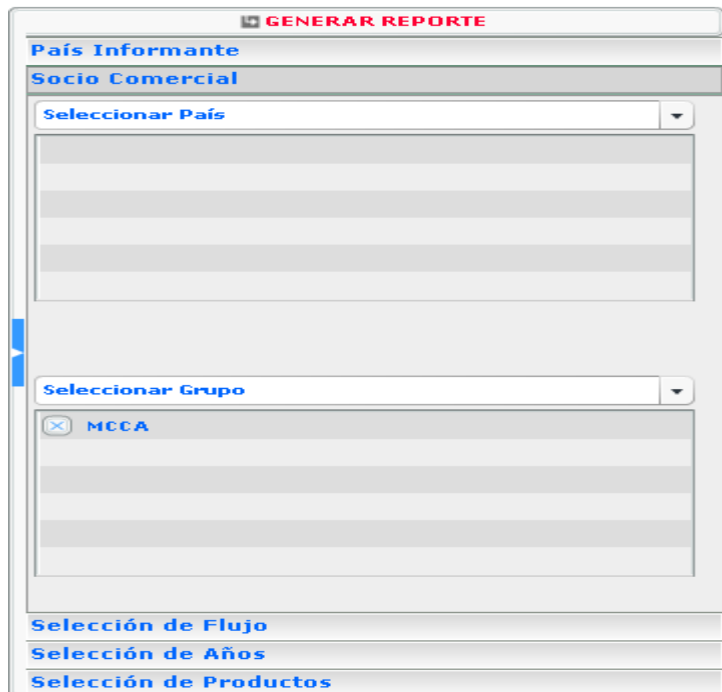 GENERAR REPORTE
País Informante
Socio Comercial
Seleccionar País
Seleccionar Grupo
MCCA
Selección de Flujo
Selección de Años
Selección de Productos